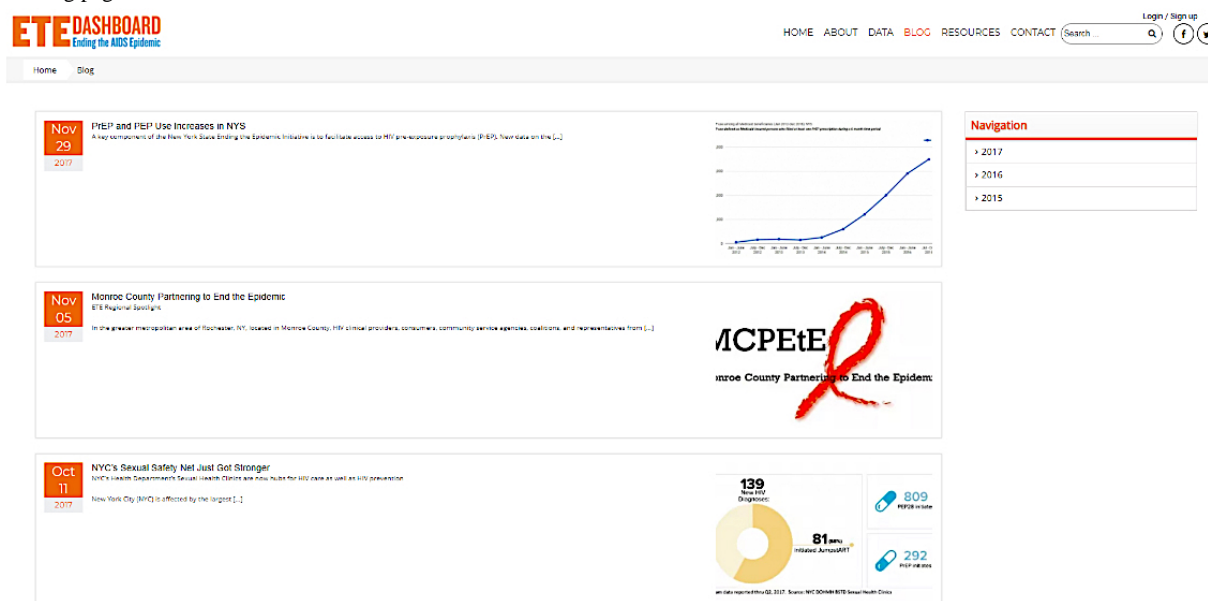 ETE DASHBOARD
Ending the AIDS Epidemic
Login / Sign up
HOME ABOUT DATA BLOG RESOURCES CONTACT Search ...
Home Blog
Nov
29
2017
PrEP and PEP Use Increases in NYS
A key component of the New York State Ending the Epidemic Initiative is to facilitate access to HIV pre-exposure prophylaxis (PrEP). New data on the [...]
Navigation
› 2017
› 2016
› 2015
Nov
05
2017
Monroe County Partnering to End the Epidemic
ETE Regional Spotlight
In the greater metropolitan area of Rochester, NY, located in Monroe County, HIV clinical providers, consumers, community service agencies, coalitions, and representatives from [...]
MCPEtE
onroe County Partnering to End the Epidem
Oct
11
2017
NYC's Sexual Safety Net Just Got Stronger
NYC's Health Department's Sexual Health Clinics are now hubs for HIV care as well as HIV prevention
New York City (NYC) is affected by the largest [...]
139
New HIV
Diagnoses:
81 (58%)
Initiated JumpstART
809
292
PrEP initiates